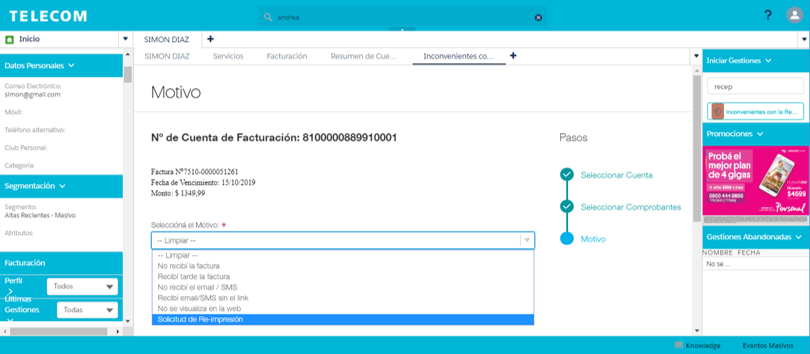 TELECOM
andrea
?
Inicio
SIMON DIAZ
SIMON DIAZ
Servicios
Facturación
Resumen de Cue...
Inconvenientes co...
Datos Personales
Correo Electrónico:
simon@gmail.com
Móvil:
Teléfono alternativo:
Club Personal:
Categoría:
Segmentación
Segmento:
Altas Recientes - Masivo
Atributos:
Facturación
Perfil
Todos
Últimas
Gestiones
Todas
Motivo
N° de Cuenta de Facturación: 8100000889910001
Factura N°7510-0000051261
Fecha de Vencimiento: 15/10/2019
Monto: $ 1349,99
Seleccioná el Motivo: *
-- Limpiar --
-- Limpiar --
No recibí la factura
Recibí tarde la factura
No recibí el email / SMS
Recibí email/SMS sin el link
No se visualiza en la web
Solicitud de Re-impresión
Pasos
Seleccionar Cuenta
Seleccionar Comprobantes
Motivo
Iniciar Gestiones
recep
Inconvenientes con la Re...
Promociones
Probá el
mejor plan
de 4 gigas
0800 444 0800
$4699
Personal
Gestiones Abandonadas
NOMBRE FECHA
No se ...
Knowledge
Eventos Masivos